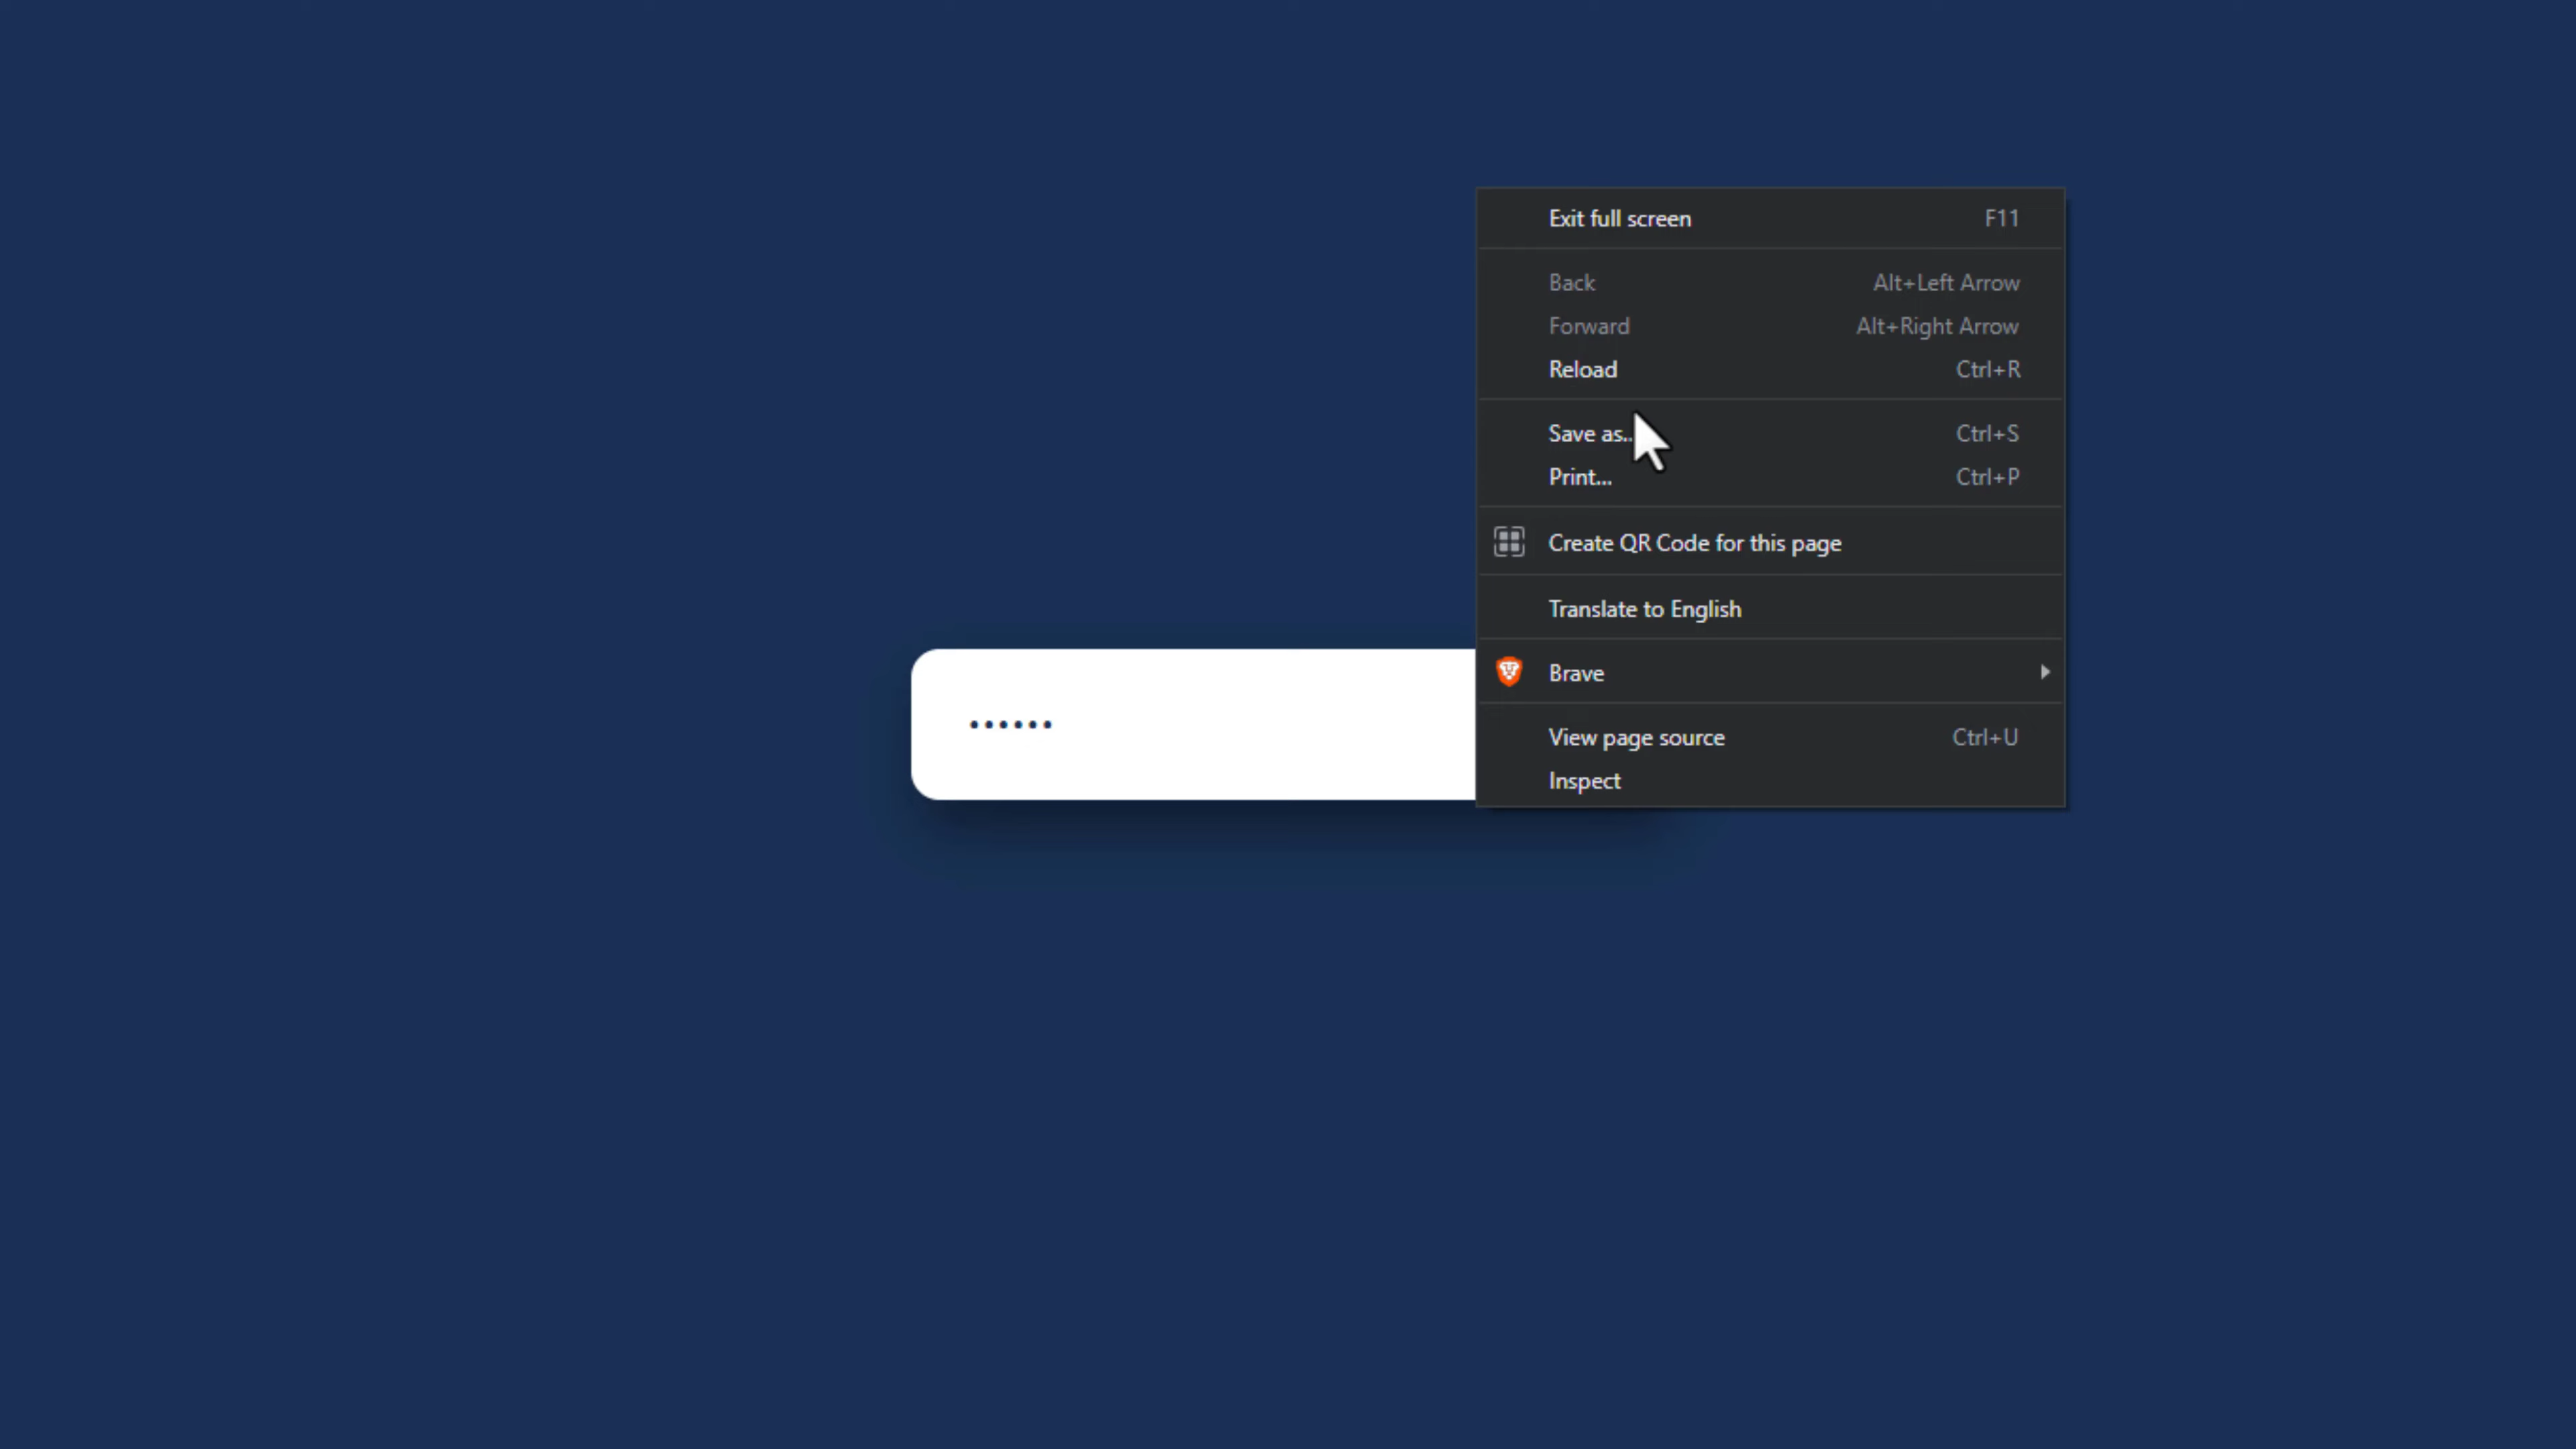 Exit full screen F11
Back Alt+Left Arrow
Forward Alt+Right Arrow
Reload Ctrl+R
Save as.. Ctrl+S
Print... Ctrl+P
Create QR Code for this page
Translate to English
••••••
Brave
View page source Ctrl+U
Inspect